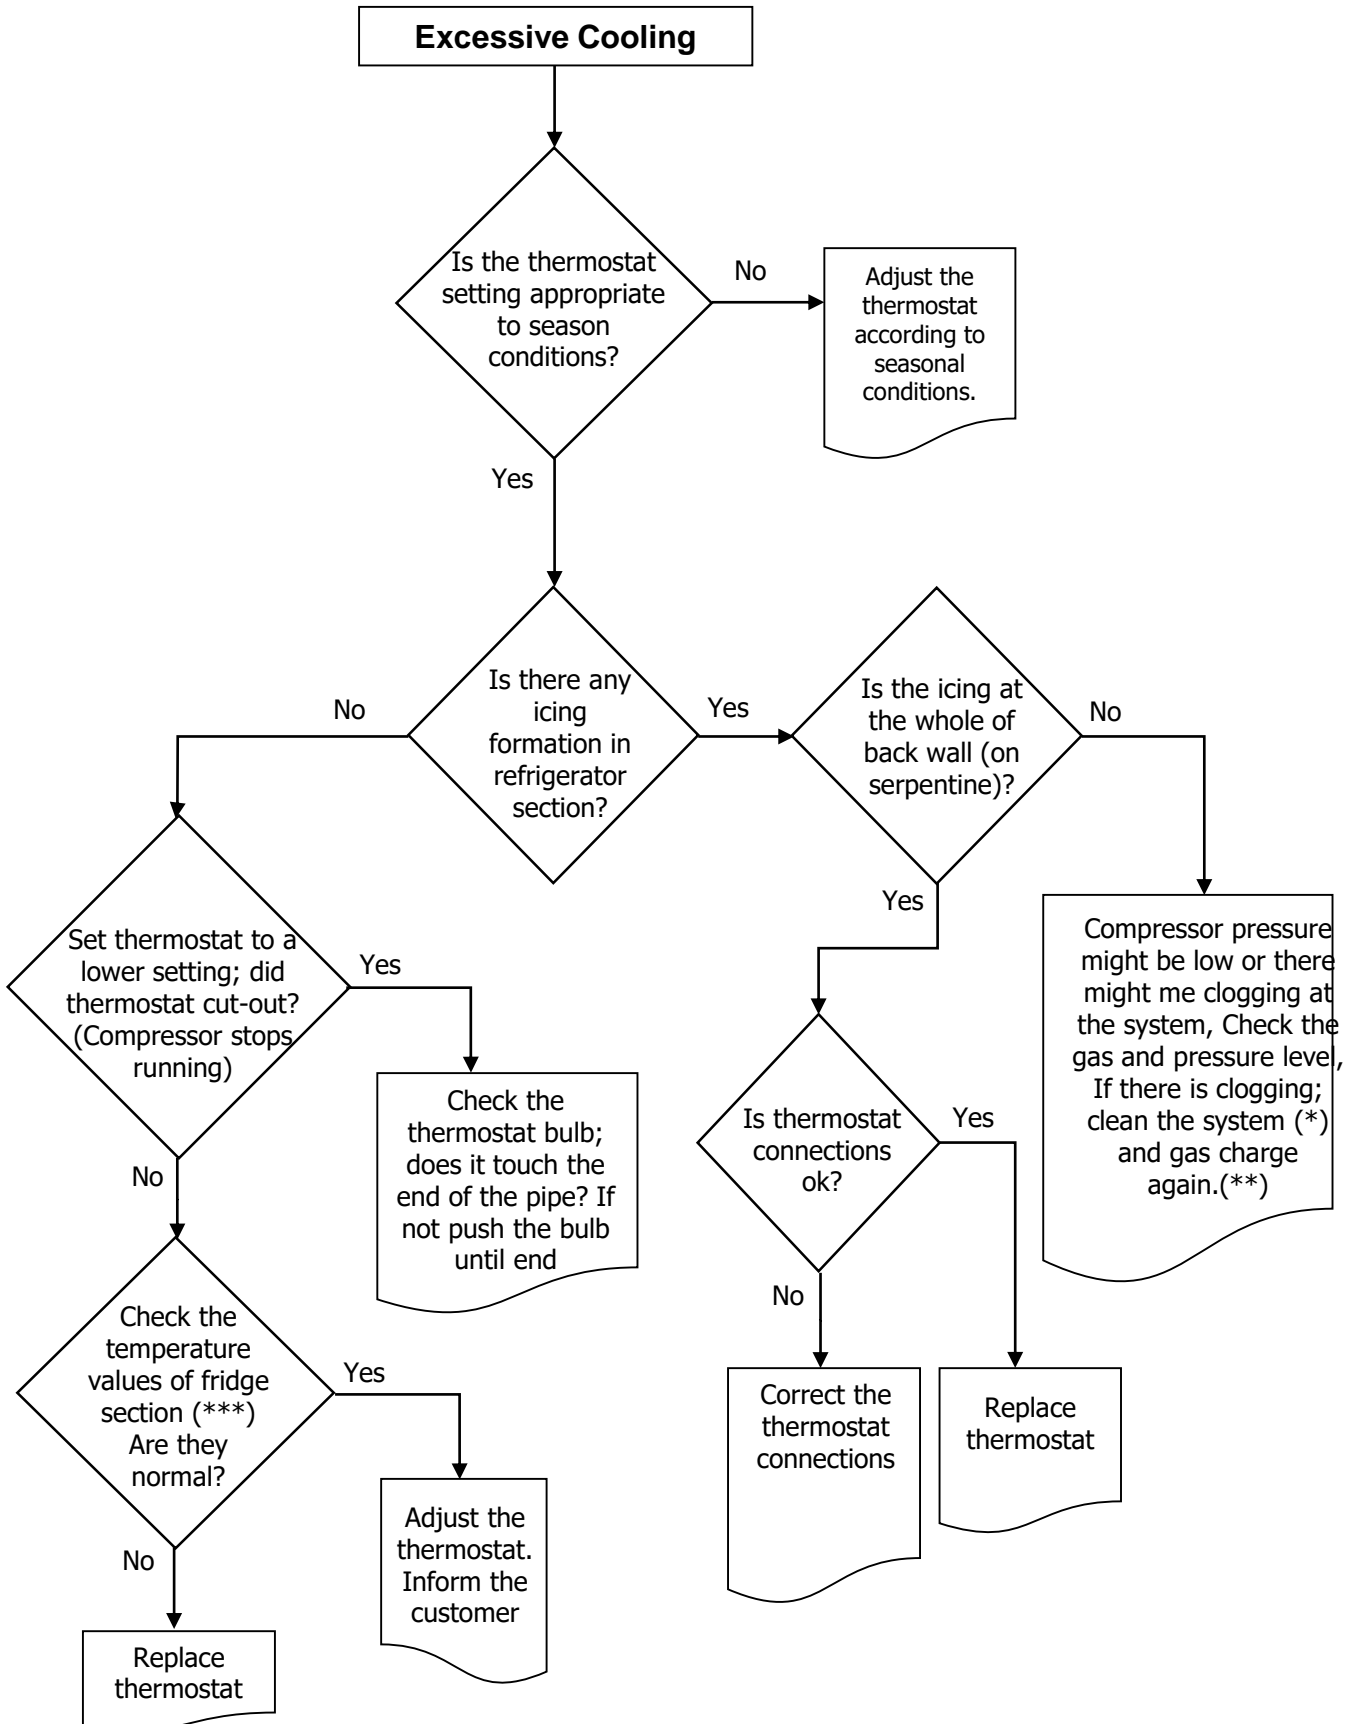 Excessive Cooling
Is the thermostat
setting appropriate
to season
conditions?
No
Adjust the
thermostat
according to
seasonal
conditions.
Yes
Is there any
icing
formation in
refrigerator
section?
No
Yes
Is the icing at
the whole of
back wall (on
serpentine)?
No
Yes
Set thermostat to a
lower setting; did
thermostat cut-out?
(Compressor stops
running)
Yes
No
Check the
thermostat bulb;
does it touch the
end of the pipe? If
not push the bulb
until end
Compressor pressure
might be low or there
might me clogging at
the system, Check the
gas and pressure level,
If there is clogging;
clean the system (*)
and gas charge
again.(**)
Is thermostat
connections
ok?
Yes
No
Check the
temperature
values of fridge
section (***)
Are they
normal?
Yes
No
Adjust the
thermostat.
Inform the
customer
Correct the
thermostat
connections
Replace
thermostat
Replace
thermostat